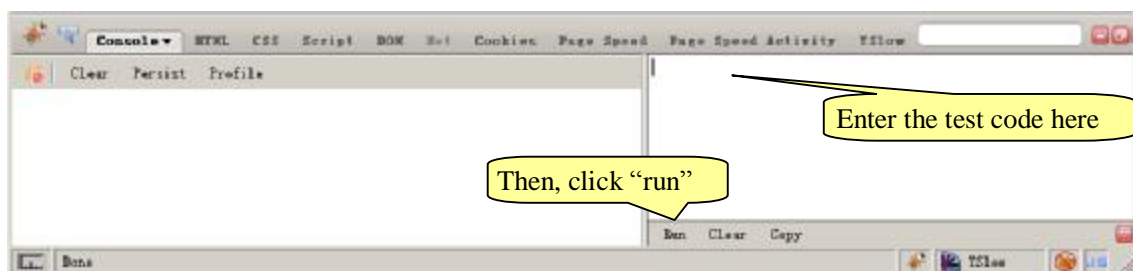 Console HTML CSS Script DOM Net Cookies Page Speed Page Speed Activity YSlow
Clear Persist Profile
Enter the test code here
Then, click “run”
Run Clear Copy
Done YSlow